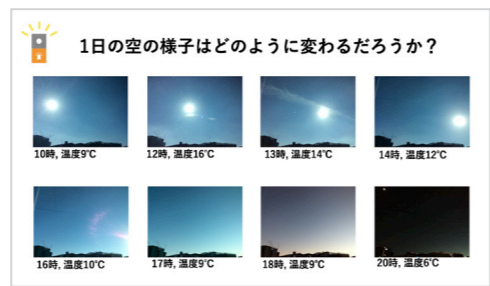 1日の空の様子はどのように変わるだろうか？
10時, 温度9℃
12時, 温度16℃
13時, 温度14℃
14時, 温度12℃
16時, 温度10℃
17時, 温度9℃
18時, 温度9℃
20時, 温度6℃